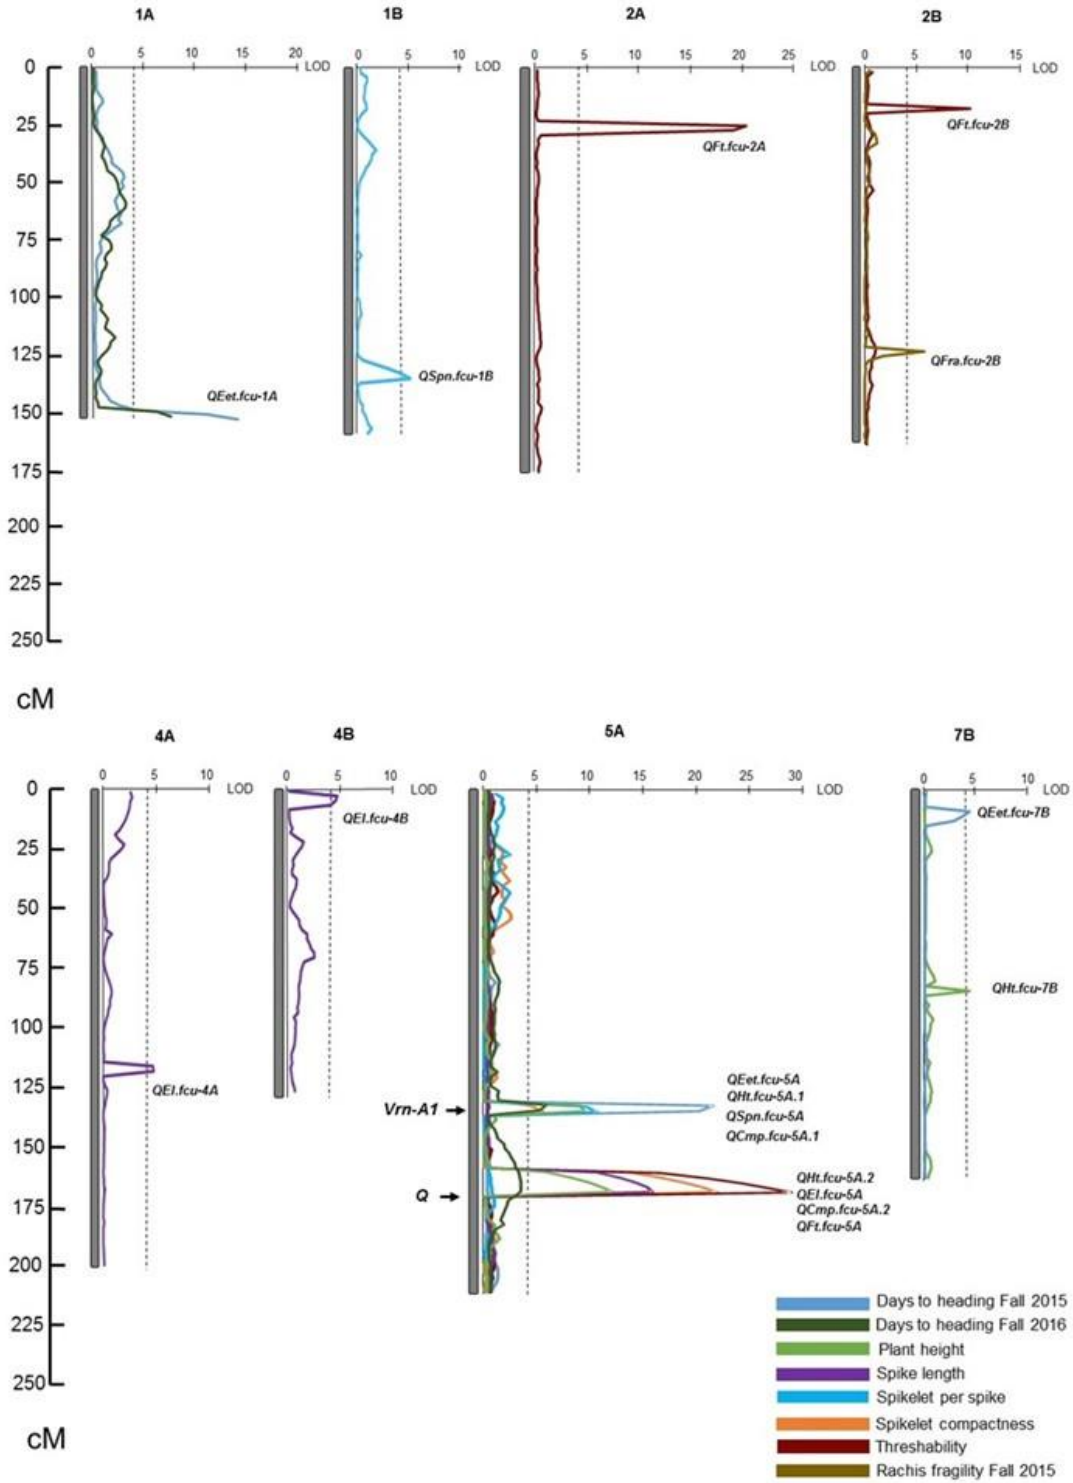 1A 1B 2A 2B
0 5 10 15 20 LOD 0 5 10 LOD 0 5 10 15 20 25 LOD 0 5 10 15 LOD
0
25
QFt.fcu-2B
QFt.fcu-2A
50
75
100
125
QFra.fcu-2B
QSpn.fcu-1B
QEet.fcu-1A
150
175
200
225
250
cM
4A 4B 5A 7B
0 5 10 LOD 0 5 10 LOD 0 5 10 15 20 25 30 LOD 0 5 10 LOD
0
QEet.fcu-7B
QEl.fcu-4B
25
50
75
QHt.fcu-7B
100
QEet.fcu-5A
125
QEl.fcu-4A
QHt.fcu-5A.1
Vrn-A1
QSpn.fcu-5A
QCmp.fcu-5A.1
150
QHt.fcu-5A.2
Q
QEl.fcu-5A
175
QCmp.fcu-5A.2
QFt.fcu-5A
200
225
250
cM
Days to heading Fall 2015
Days to heading Fall 2016
Plant height
Spike length
Spikelet per spike
Spikelet compactness
Threshability
Rachis fragility Fall 2015